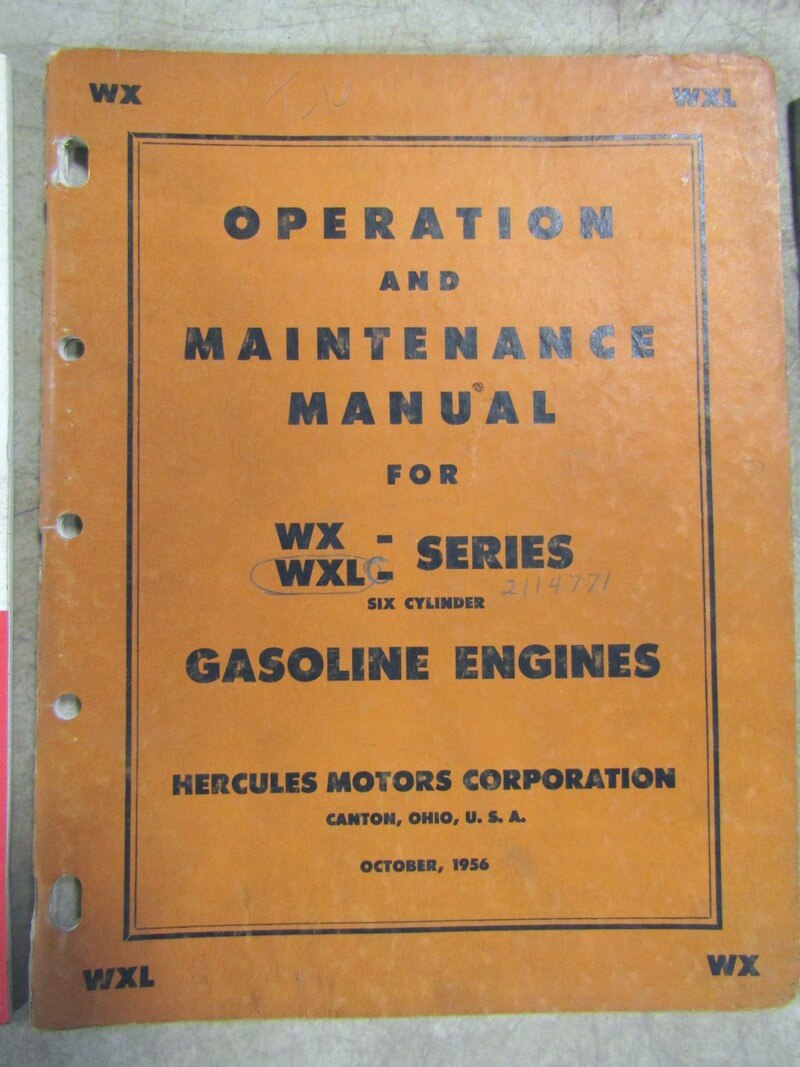 WX WXL
OPERATION
AND
MAINTENANCE
MANUAL
FOR
WX -
WXLC - SERIES
2114771
SIX CYLINDER
GASOLINE ENGINES
HERCULES MOTORS CORPORATION
CANTON, OHIO, U. S. A.
OCTOBER, 1956
WXL WX